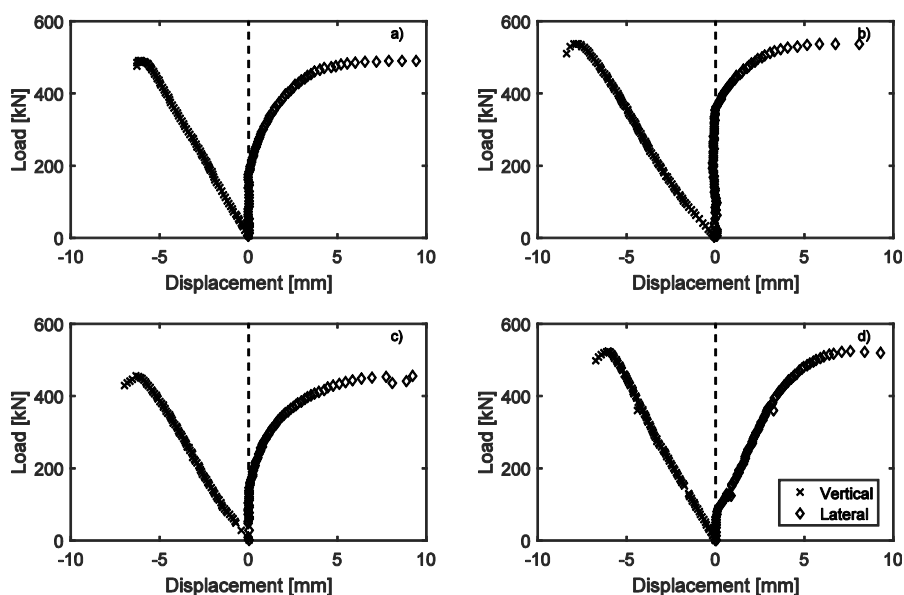 600
400
200
0
Load [kN]
a)
-10 -5 0 5 10
Displacement [mm]
600
400
200
0
Load [kN]
b)
-10 -5 0 5 10
Displacement [mm]
600
400
200
0
Load [kN]
c)
-10 -5 0 5 10
Displacement [mm]
600
400
200
0
Load [kN]
d)
Vertical
Lateral
-10 -5 0 5 10
Displacement [mm]